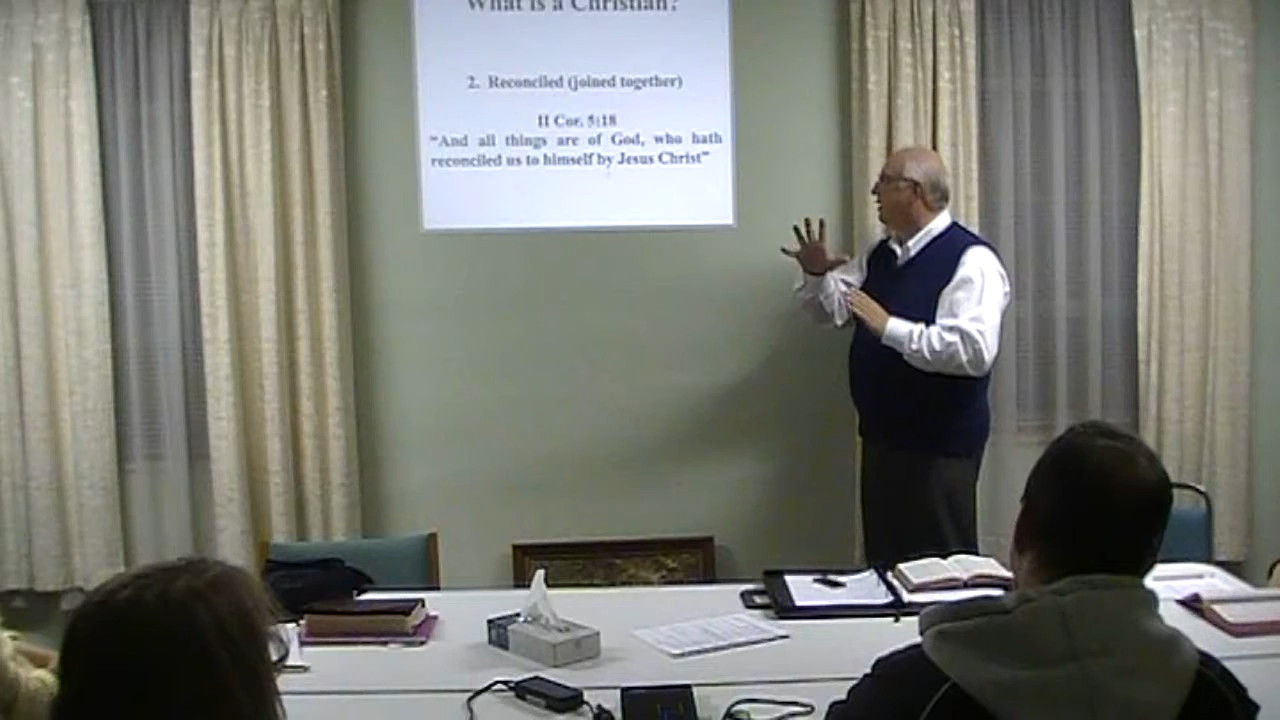 What is a Christian?
2. Reconciled (joined together)
II Cor. 5:18
"And all things are of God, who hath
reconciled us to himself by Jesus Christ"